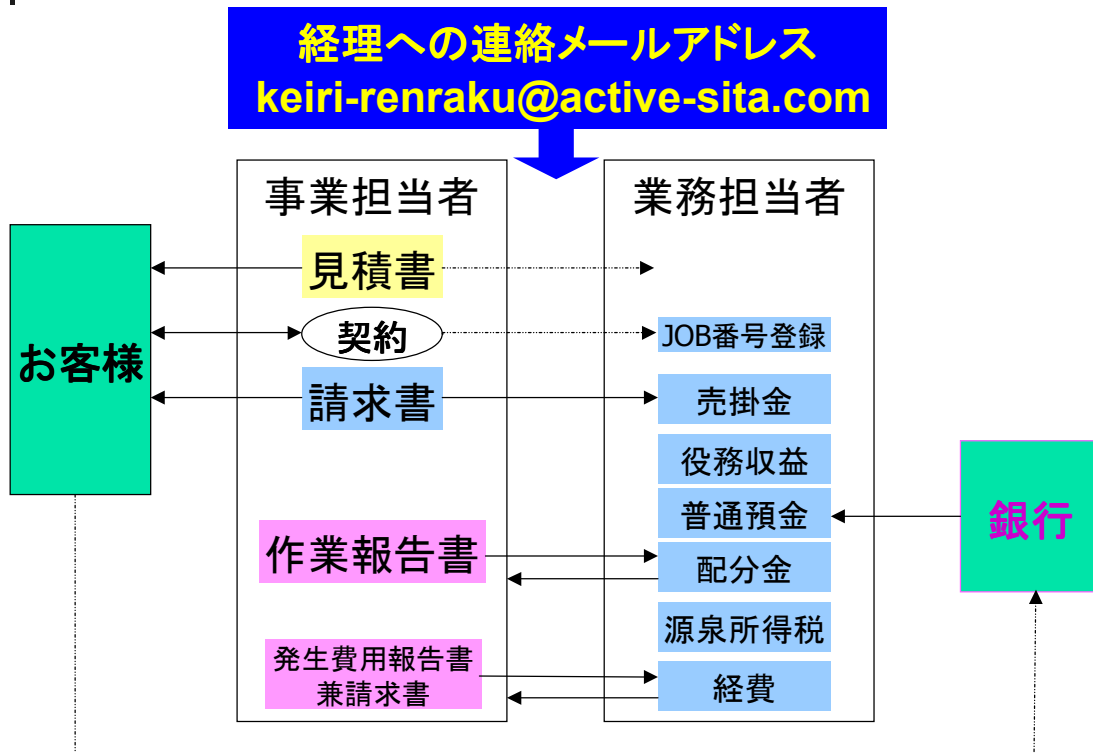 経理への連絡メールアドレス
keiri-renraku@active-sita.com
事業担当者
業務担当者
お客様
見積書
契約
JOB番号登録
請求書
売掛金
役務収益
普通預金
銀行
作業報告書
配分金
源泉所得税
発生費用報告書
兼請求書
経費